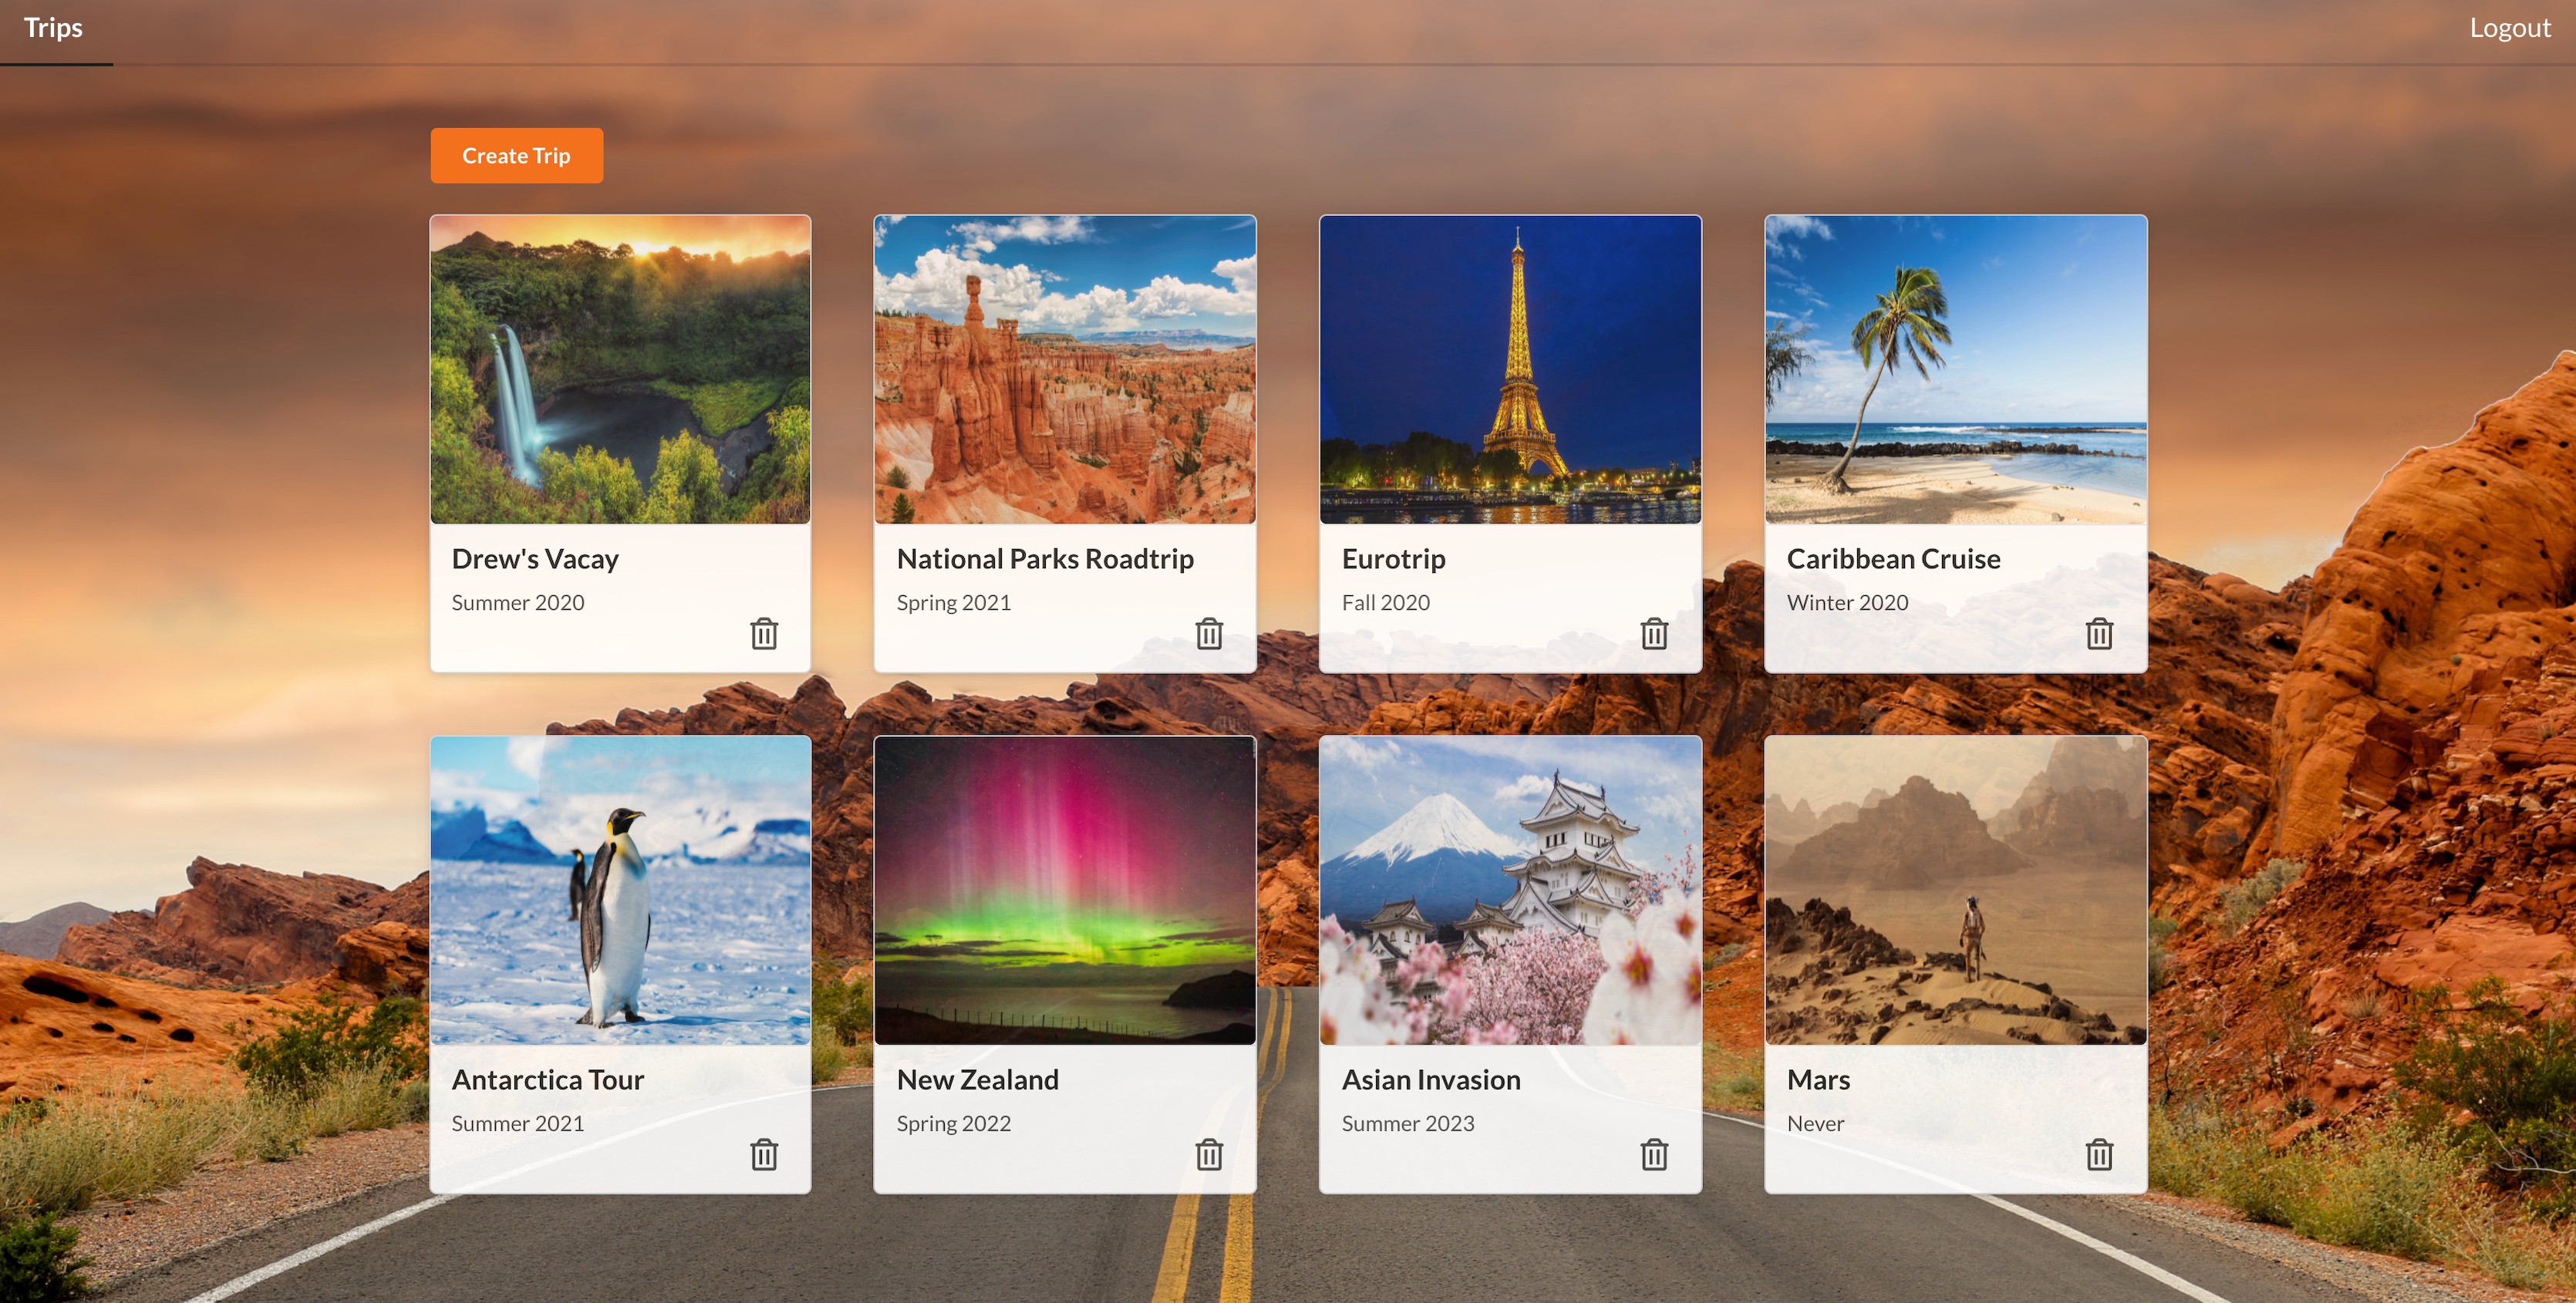 Trips
Logout
Create Trip
Drew's Vacay
Summer 2020
National Parks Roadtrip
Spring 2021
Eurotrip
Fall 2020
Caribbean Cruise
Winter 2020
Antarctica Tour
Summer 2021
New Zealand
Spring 2022
Asian Invasion
Summer 2023
Mars
Never